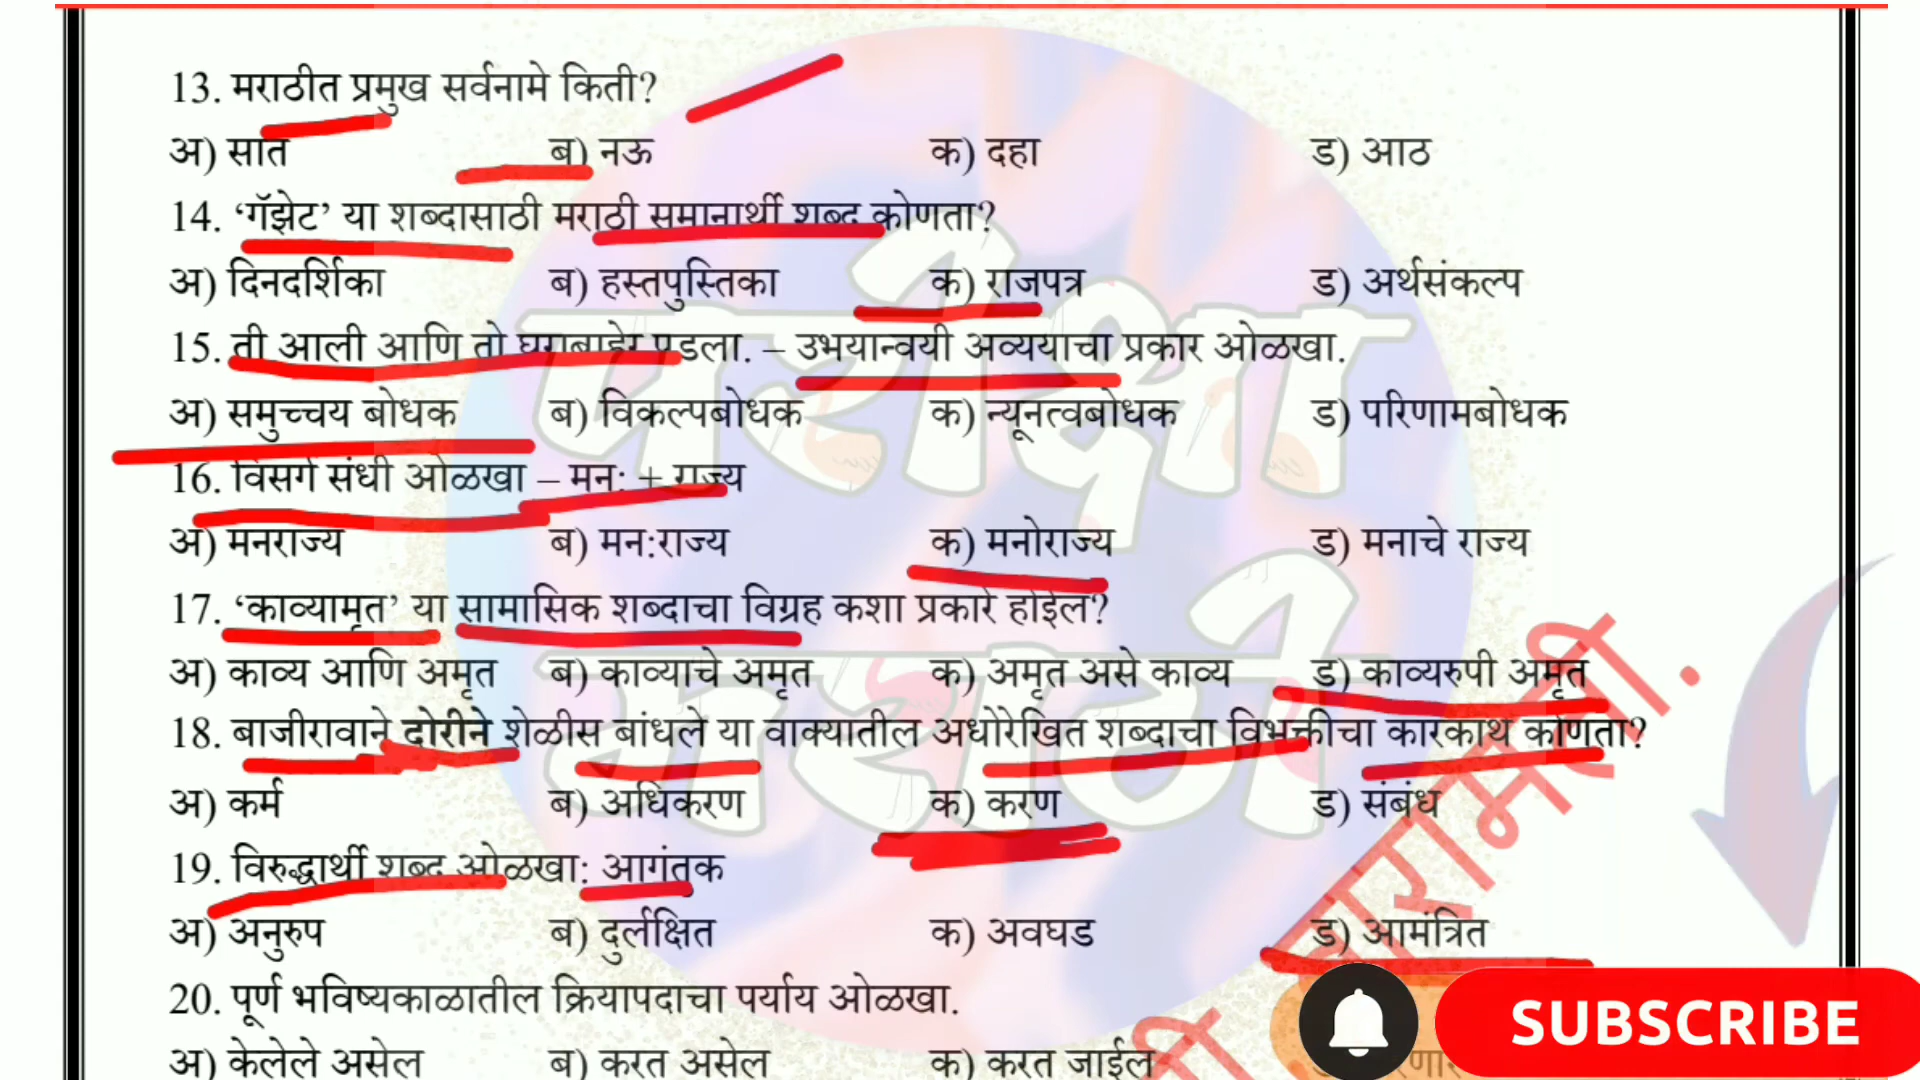 13. मराठीत प्रमुख सर्वनामे किती?
अ) सात ब) नऊ क) दहा ड) आठ
14. ‘गॅझेट’ या शब्दासाठी मराठी समानार्थी शब्द कोणता?
अ) दिनदर्शिका ब) हस्तपुस्तिका क) राजपत्र ड) अर्थसंकल्प
15. ती आली आणि तो घराबाहेर पडला. – उभयान्वयी अव्ययाचा प्रकार ओळखा.
अ) समुच्चय बोधक ब) विकल्पबोधक क) न्यूनत्वबोधक ड) परिणामबोधक
16. विसर्ग संधी ओळखा – मन: + राज्य
अ) मनराज्य ब) मन:राज्य क) मनोराज्य ड) मनाचे राज्य
17. ‘काव्यामृत’ या सामासिक शब्दाचा विग्रह कशा प्रकारे होईल?
अ) काव्य आणि अमृत ब) काव्याचे अमृत क) अमृत असे काव्य ड) काव्यरुपी अमृत
18. बाजीरावाने दोरीने शेळीस बांधले या वाक्यातील अधोरेखित शब्दाचा विभक्तीचा कारकार्थ कोणता?
अ) कर्म ब) अधिकरण क) करण ड) संबंध
19. विरुद्धार्थी शब्द ओळखा: आगंतक
अ) अनुरुप ब) दुर्लक्षित क) अवघड ड) आमंत्रित
20. पूर्ण भविष्यकाळातील क्रियापदाचा पर्याय ओळखा.
अ) केलेले असेल ब) करत असेल क) करत जाईल
परीक्षा
मराठी
बारामती.
SUBSCRIBE